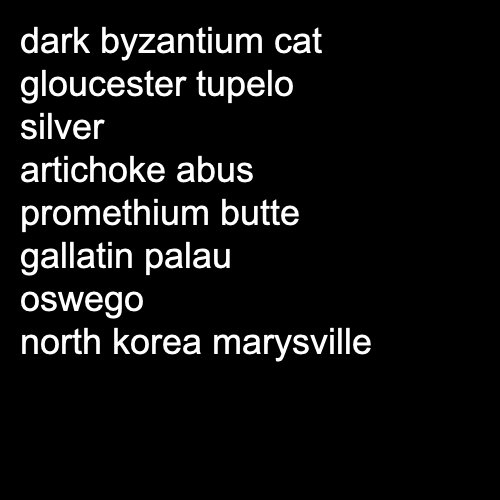 dark byzantium cat
gloucester tupelo
silver
artichoke abus
promethium butte
gallatin palau
oswego
north korea marysville